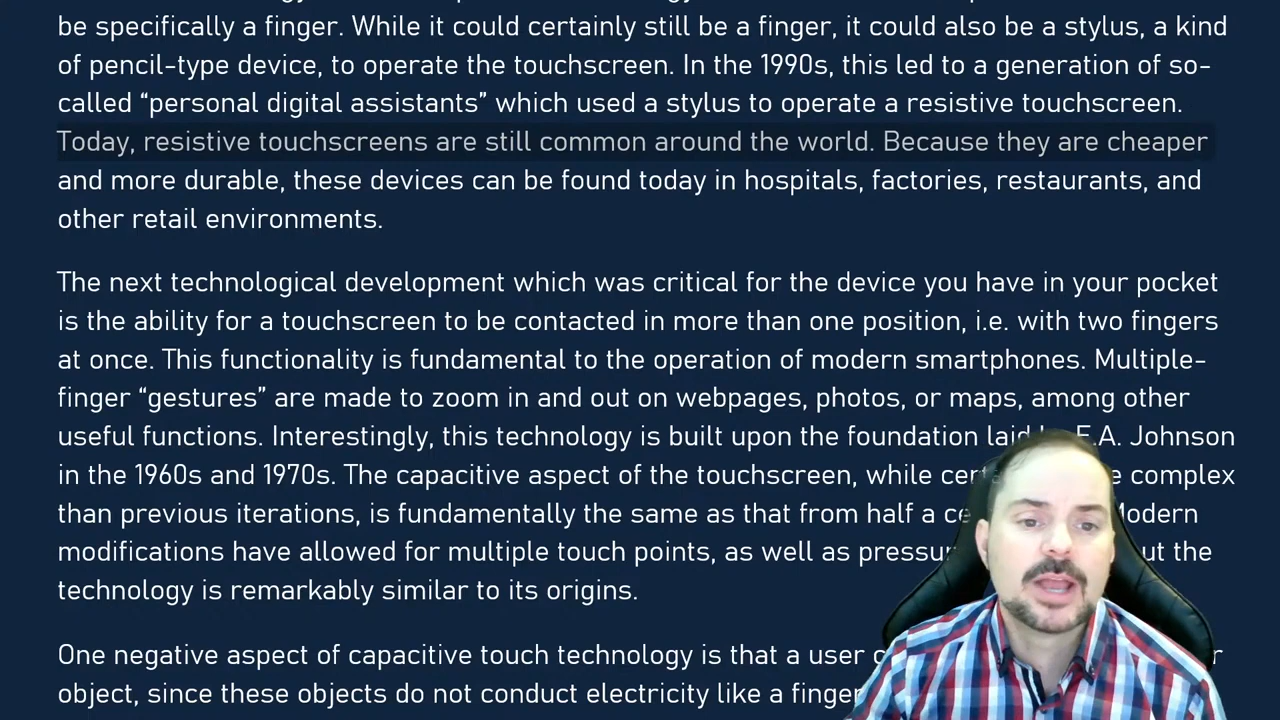 be specifically a finger. While it could certainly still be a finger, it could also be a stylus, a kind
of pencil-type device, to operate the touchscreen. In the 1990s, this led to a generation of so-
called “personal digital assistants” which used a stylus to operate a resistive touchscreen.
Today, resistive touchscreens are still common around the world. Because they are cheaper
and more durable, these devices can be found today in hospitals, factories, restaurants, and
other retail environments.
The next technological development which was critical for the device you have in your pocket
is the ability for a touchscreen to be contacted in more than one position, i.e. with two fingers
at once. This functionality is fundamental to the operation of modern smartphones. Multiple-
finger “gestures” are made to zoom in and out on webpages, photos, or maps, among other
useful functions. Interestingly, this technology is built upon the foundation laid E.A. Johnson
in the 1960s and 1970s. The capacitive aspect of the touchscreen, while complex
than previous iterations, is fundamentally the same as that from half a Modern
modifications have allowed for multiple touch points, as well as the
technology is remarkably similar to its origins.
One negative aspect of capacitive touch technology is that a user
object, since these objects do not conduct electricity like a finger